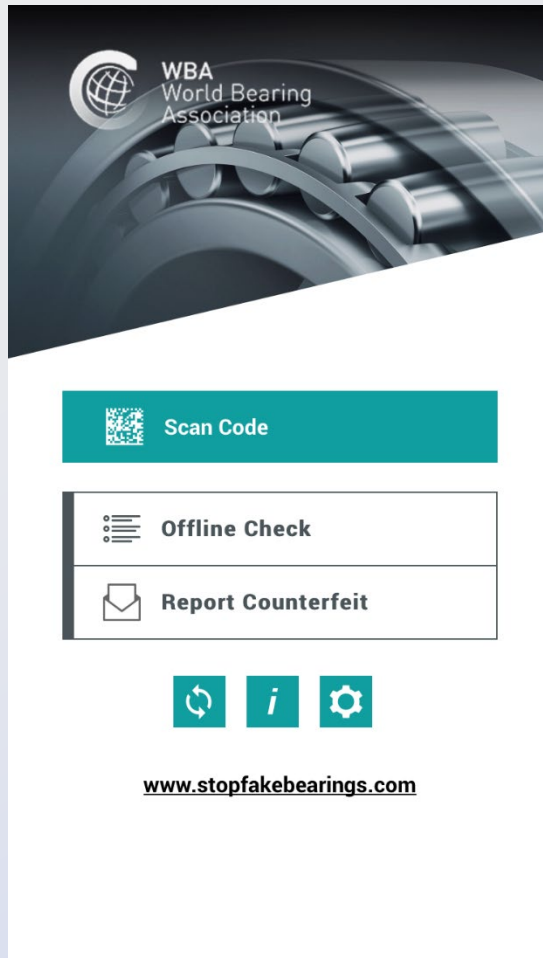 WBA
World Bearing
Association
Scan Code
Offline Check
Report Counterfeit
i
www.stopfakebearings.com